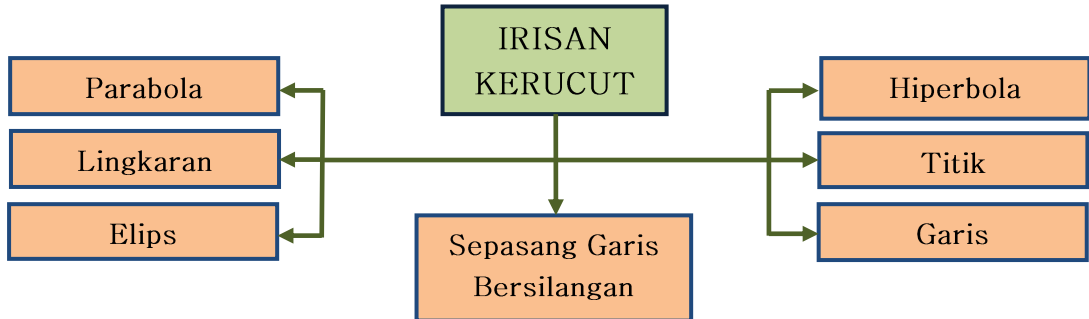 IRISAN
KERUCUT
Parabola
Lingkaran
Elips
Sepasang Garis
Bersilangan
Hiperbola
Titik
Garis